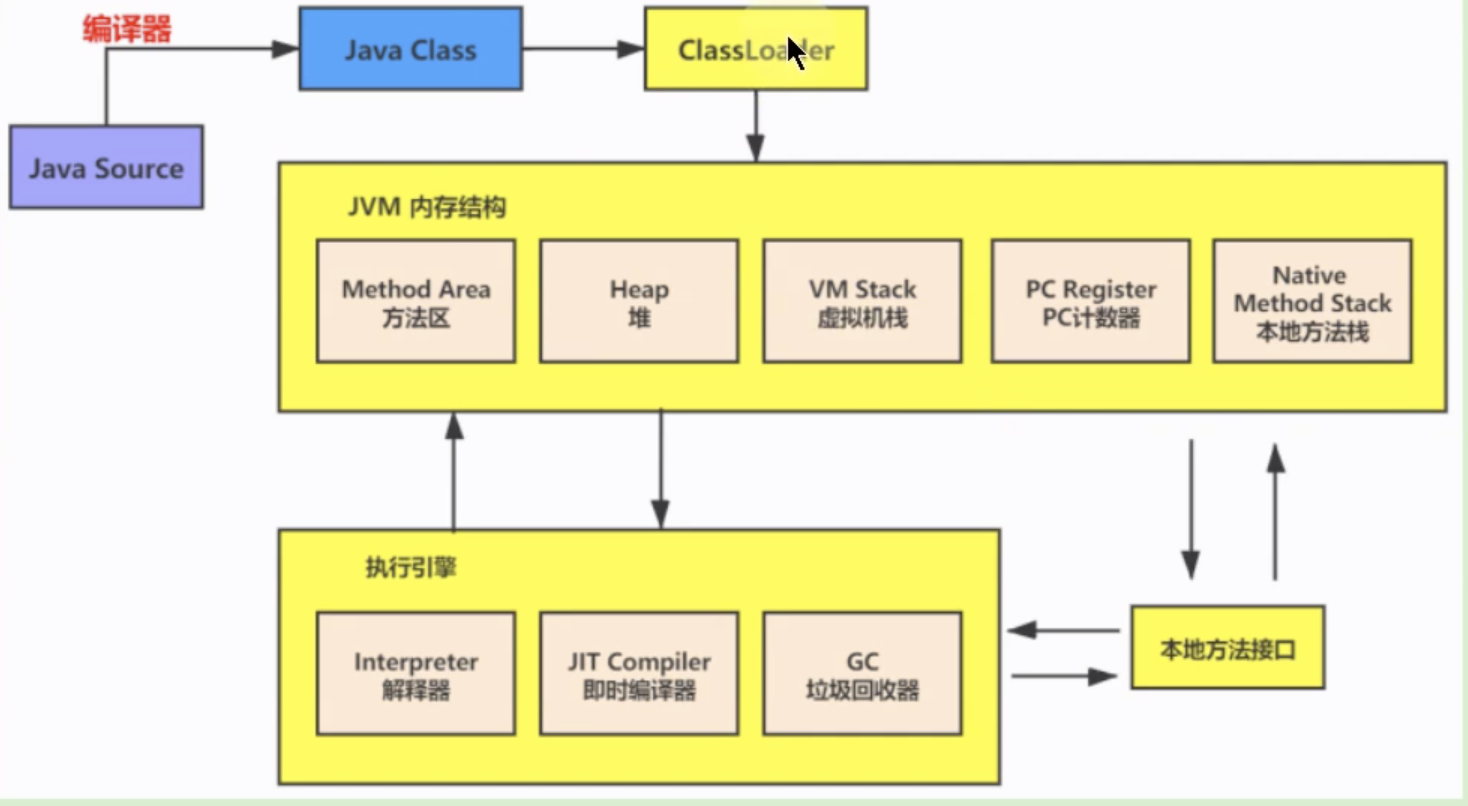 编译器
Java Class
ClassLoader
Java Source
JVM 内存结构
Method Area
方法区
Heap
堆
VM Stack
虚拟机栈
PC Register
PC计数器
Native
Method Stack
本地方法栈
执行引擎
Interpreter
解释器
JIT Compiler
即时编译器
GC
垃圾回收器
本地方法接口